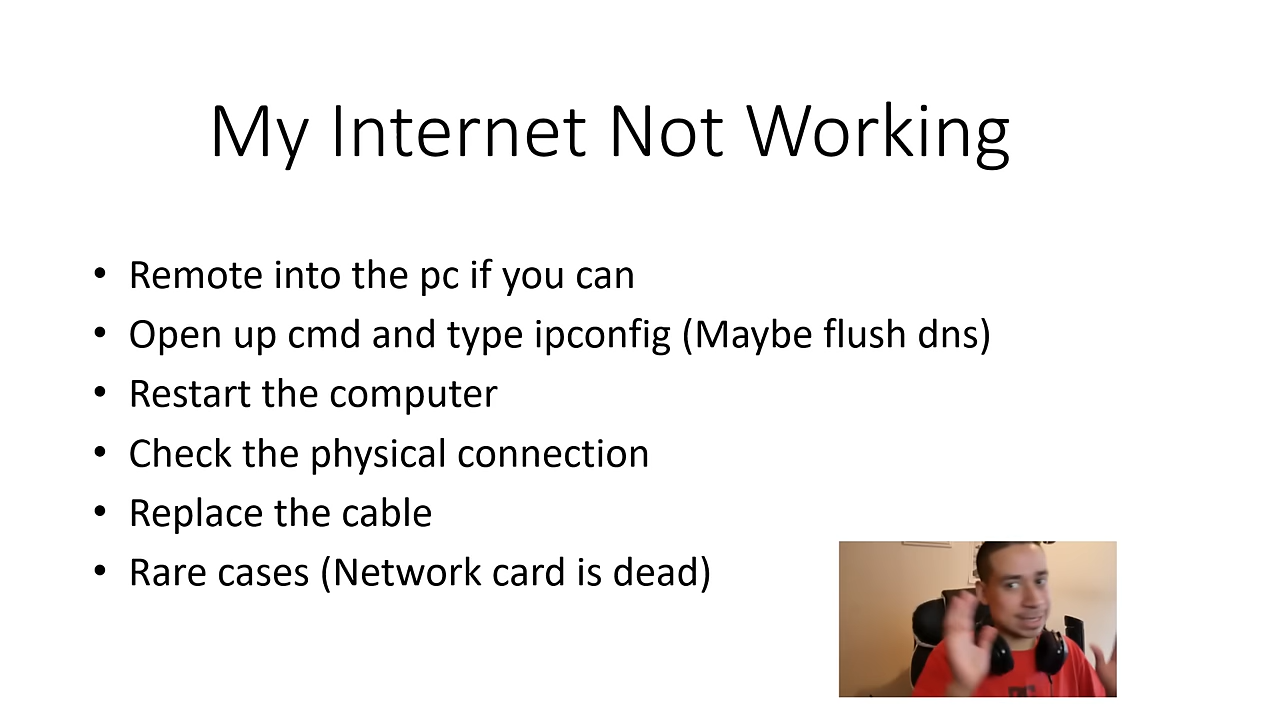 My Internet Not Working
• Remote into the pc if you can
• Open up cmd and type ipconfig (Maybe flush dns)
• Restart the computer
• Check the physical connection
• Replace the cable
• Rare cases (Network card is dead)